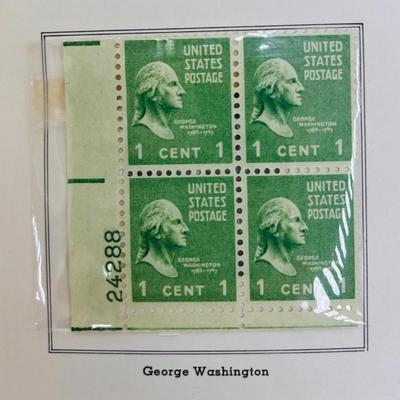 UNITED
STATES
POSTAGE
GEORGE
WASHINGTON
1789-1797
1 CENT 1
UNITED
STATES
POSTAGE
GEORGE
WASHINGTON
1789-1797
1 CENT 1
UNITED
STATES
POSTAGE
GEORGE
WASHINGTON
1789-1797
1 CENT 1
UNITED
STATES
POSTAGE
GEORGE
WASHINGTON
1789-1797
1 CENT 1
24288
George Washington